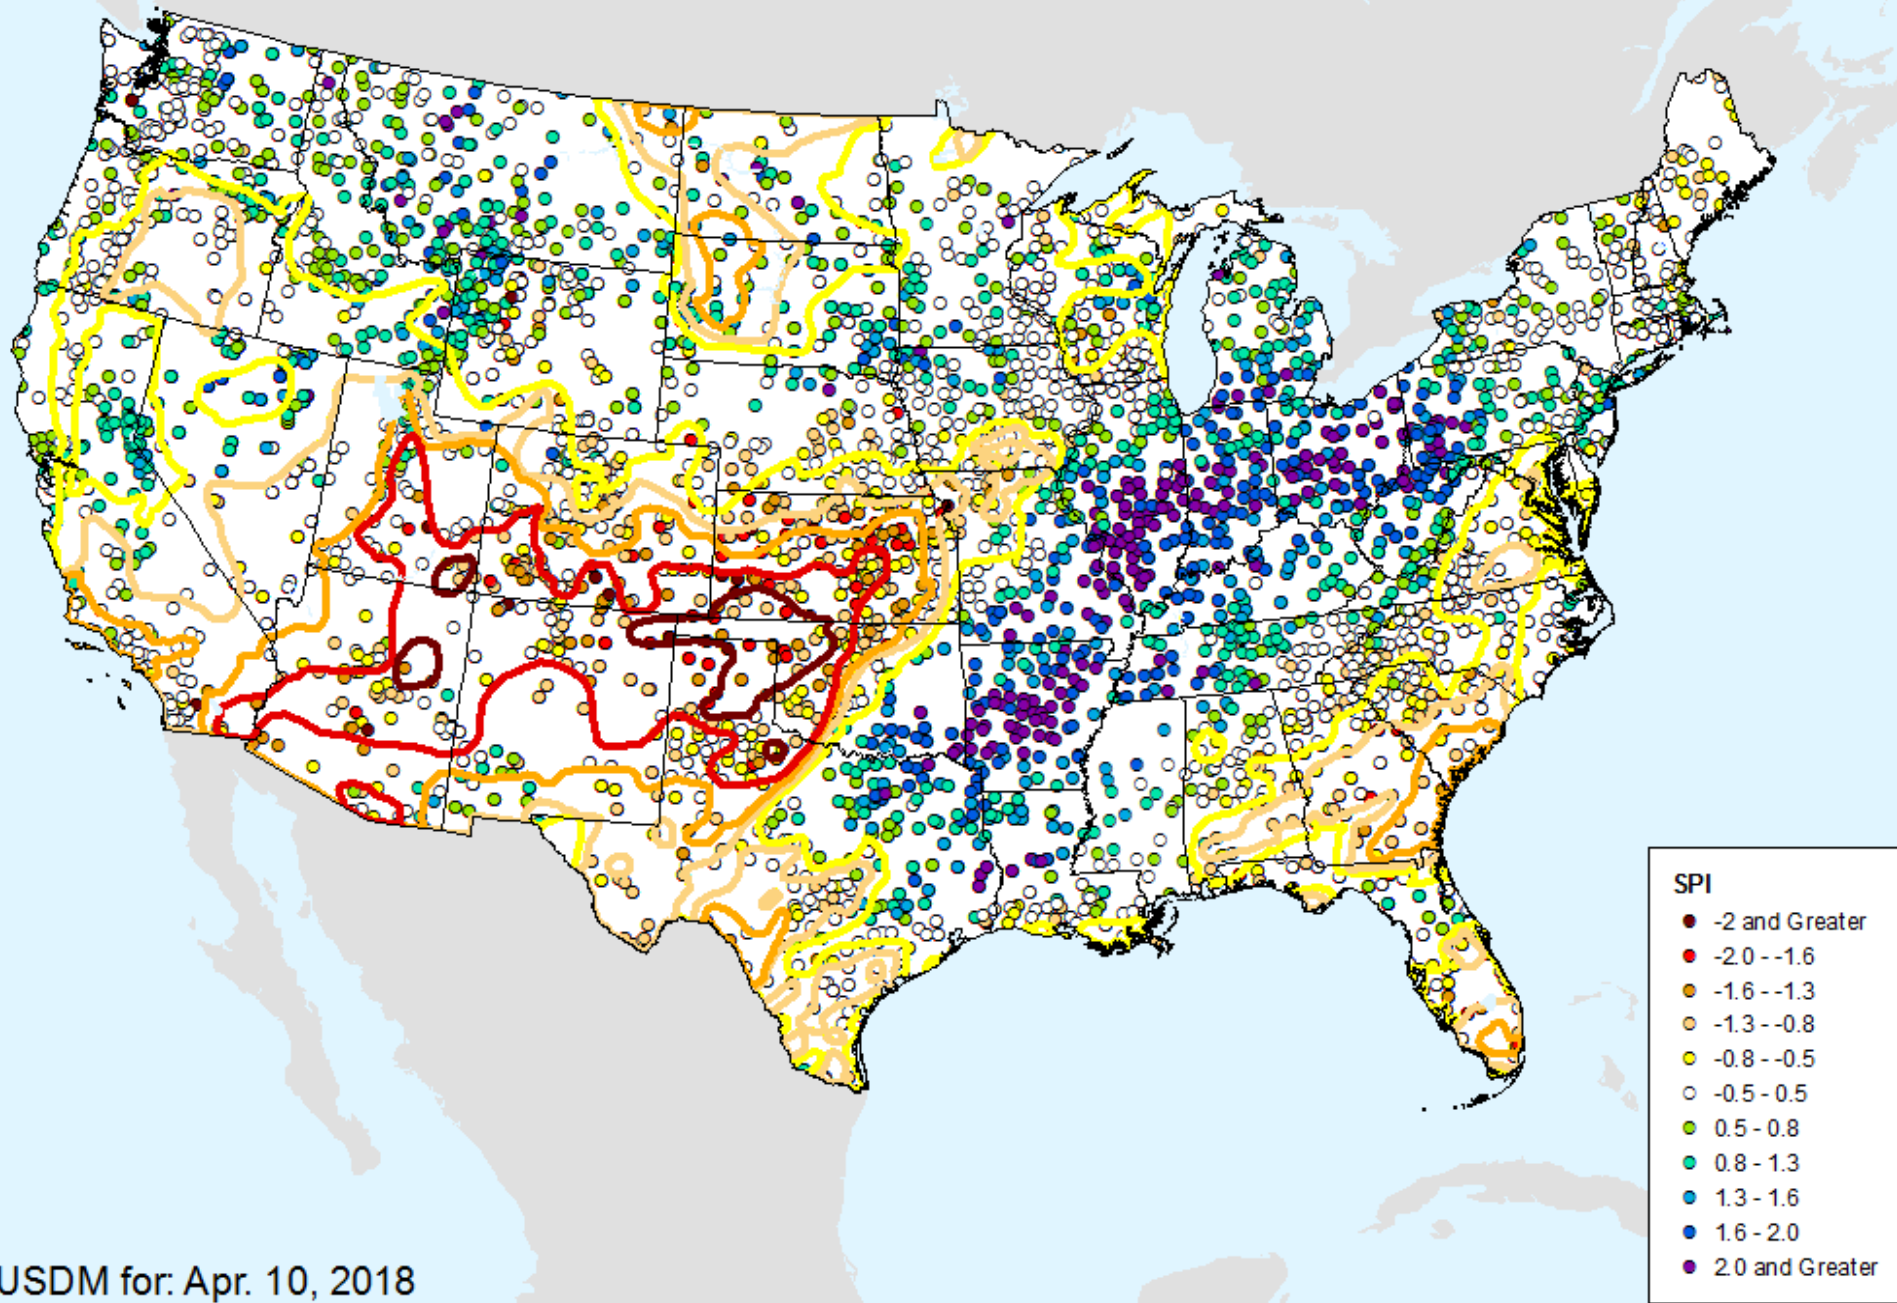 SPI
-2 and Greater
-2.0 - -1.6
-1.6 - -1.3
-1.3 - -0.8
-0.8 - -0.5
-0.5 - 0.5
0.5 - 0.8
0.8 - 1.3
1.3 - 1.6
1.6 - 2.0
2.0 and Greater
USDM for: Apr. 10, 2018